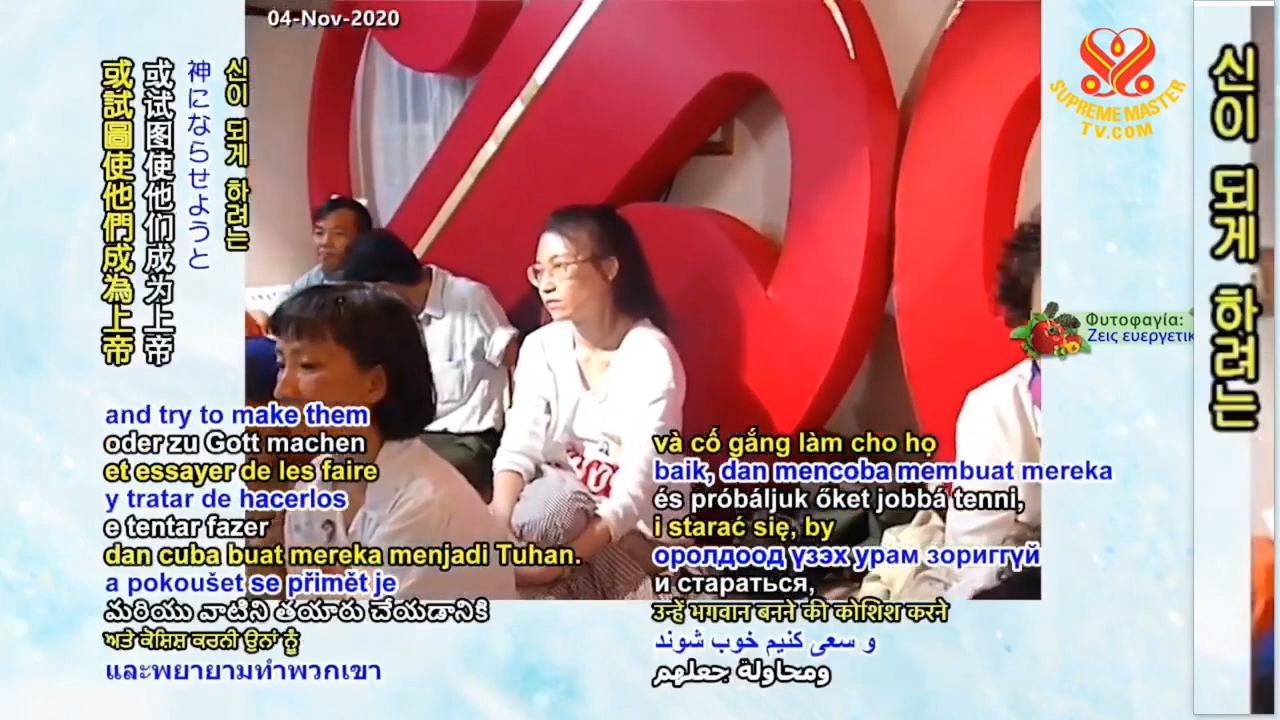 04-Nov-2020
SUPREME MASTER
TV.COM
或試圖使他們成為上帝
或试图使他们成为上帝
神にならせようと
신이 되게 하려는
신이 되게 하려는
Φυτοφαγία:
Ζεις ευεργετικ
and try to make them
oder zu Gott machen
et essayer de les faire
y tratar de hacerlos
e tentar fazer
dan cuba buat mereka menjadi Tuhan.
a pokoušet se přimět je
మరియు వాటిని తయారు చేయడానికి
ਅਤੇ ਕੋਸ਼ਿਸ਼ ਕਰਨੀ ਉਨਾਂ ਨੂੰ
และพยายามทำพวกเขา
và cố gắng làm cho họ
baik, dan mencoba membuat mereka
és próbáljuk őket jobbá tenni,
i starać się, by
оролдоод үзэх урам зориггүй
и стараться,
उन्हें भगवान बनने की कोशिश करने
و سعی کنیم خوب شوند
ومحاولة جعلهم